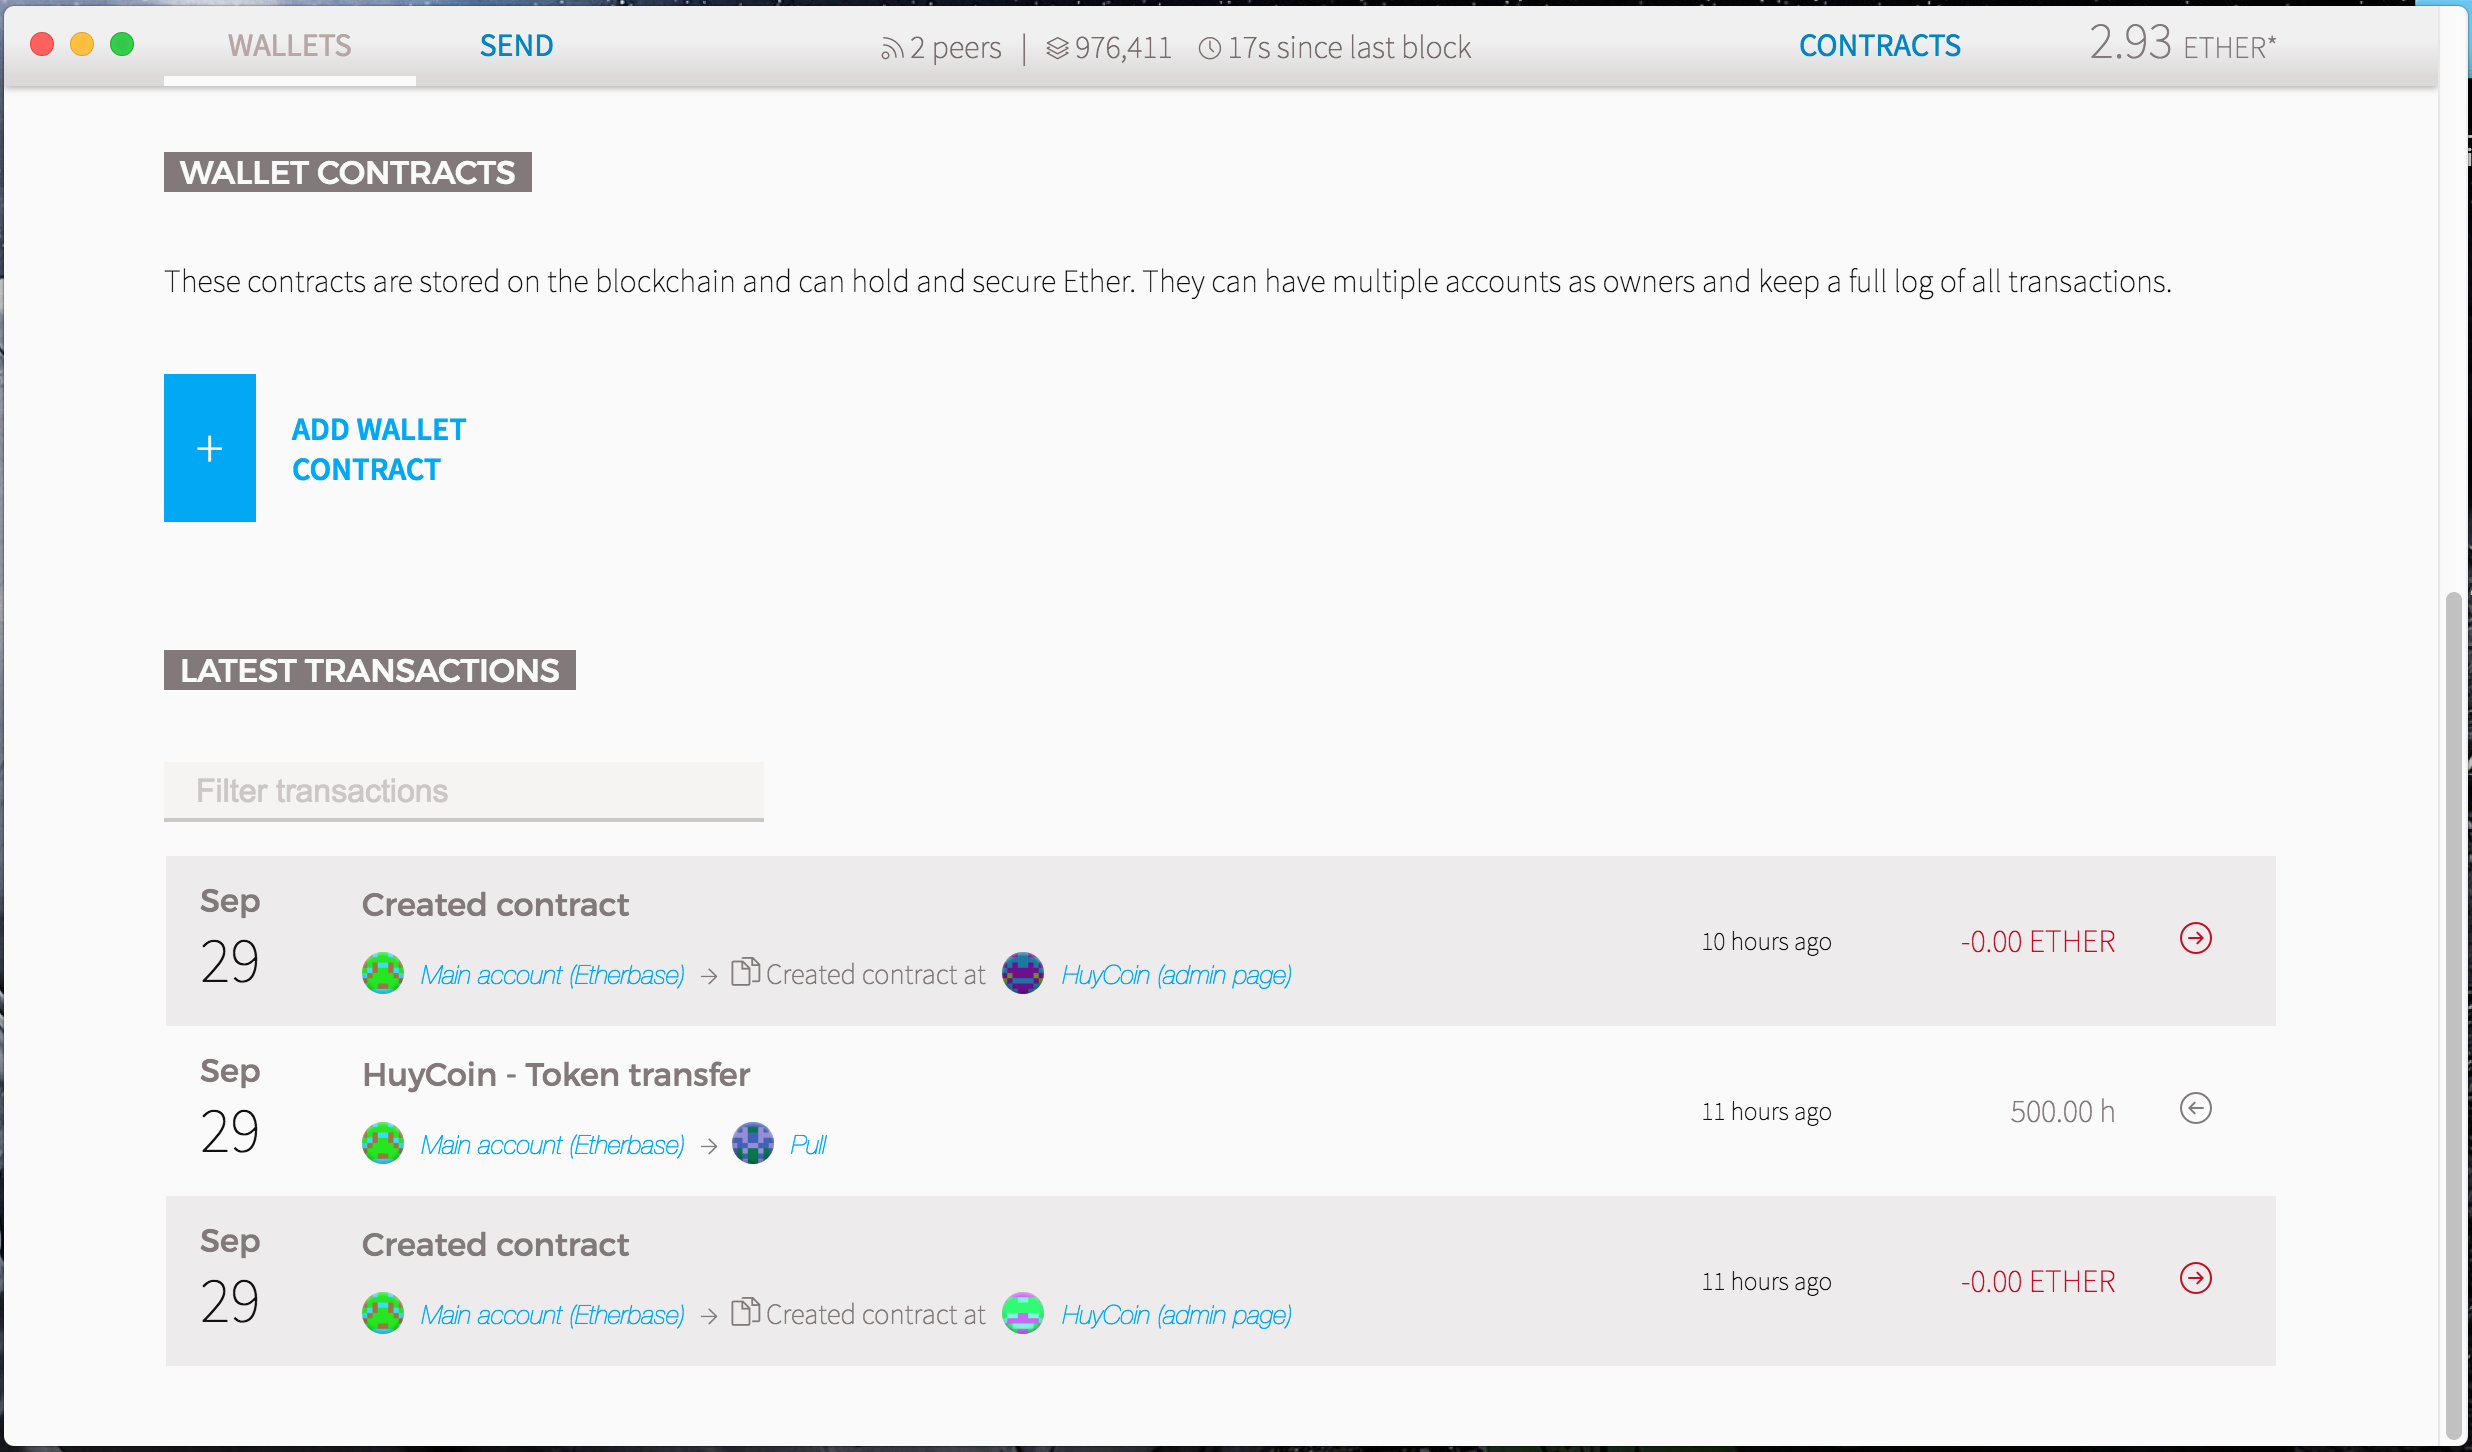 WALLETS SEND 2 peers | 976,411 17s since last block CONTRACTS 2.93 ETHER*
WALLET CONTRACTS
These contracts are stored on the blockchain and can hold and secure Ether. They can have multiple accounts as owners and keep a full log of all transactions.
+ ADD WALLET
CONTRACT
LATEST TRANSACTIONS
Filter transactions
Sep
29
Created contract
Main account (Etherbase) → Created contract at HuyCoin (admin page)
10 hours ago
-0.00 ETHER
Sep
29
HuyCoin - Token transfer
Main account (Etherbase) → Pull
11 hours ago
500.00 h
Sep
29
Created contract
Main account (Etherbase) → Created contract at HuyCoin (admin page)
11 hours ago
-0.00 ETHER